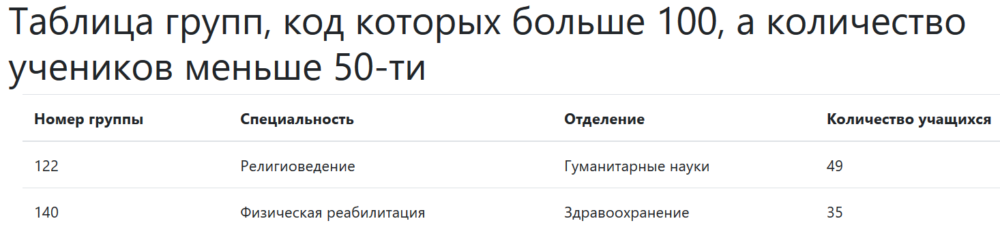 Таблица групп, код которых больше 100, а количество
учеников меньше 50-ти
Номер группы Специальность Отделение Количество учащихся
122 Религиоведение Гуманитарные науки 49
140 Физическая реабилитация Здравоохранение 35